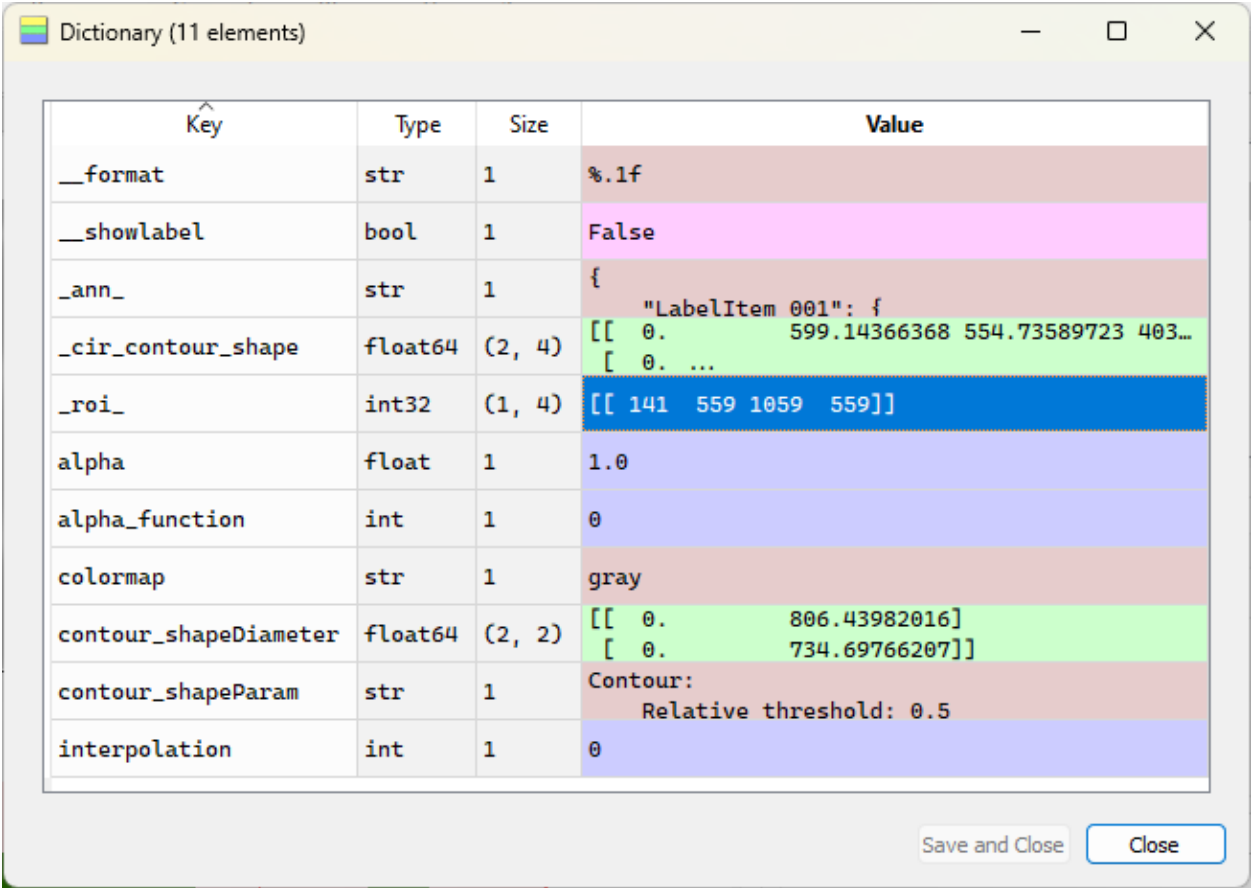 Dictionary (11 elements)
Key Type Size Value
__format str 1 %.1f
__showlabel bool 1 False
_ann_ str 1 {
"LabelItem 001": {
_cir_contour_shape float64 (2, 4) [[  0.         599.14366368 554.73589723 403…
[  0.  ...
_roi_ int32 (1, 4) [[ 141  559 1059  559]]
alpha float 1 1.0
alpha_function int 1 0
colormap str 1 gray
contour_shapeDiameter float64 (2, 2) [[  0.         806.43982016]
[  0.         734.69766207]]
contour_shapeParam str 1 Contour:
Relative threshold: 0.5
interpolation int 1 0
Save and Close Close